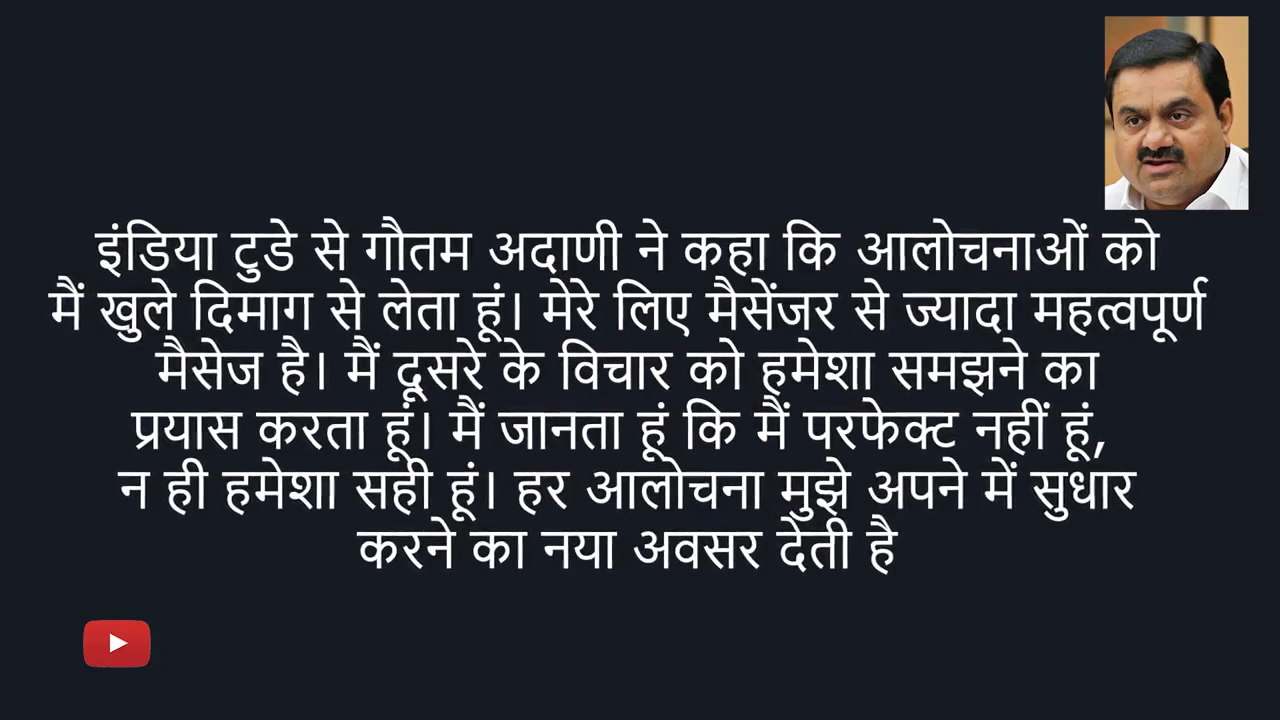 इंडिया टुडे से गौतम अदाणी ने कहा कि आलोचनाओं को
मैं खुले दिमाग से लेता हूं। मेरे लिए मैसेंजर से ज्यादा महत्वपूर्ण
मैसेज है। मैं दूसरे के विचार को हमेशा समझने का
प्रयास करता हूं। मैं जानता हूं कि मैं परफेक्ट नहीं हूं,
न ही हमेशा सही हूं। हर आलोचना मुझे अपने में सुधार
करने का नया अवसर देती है